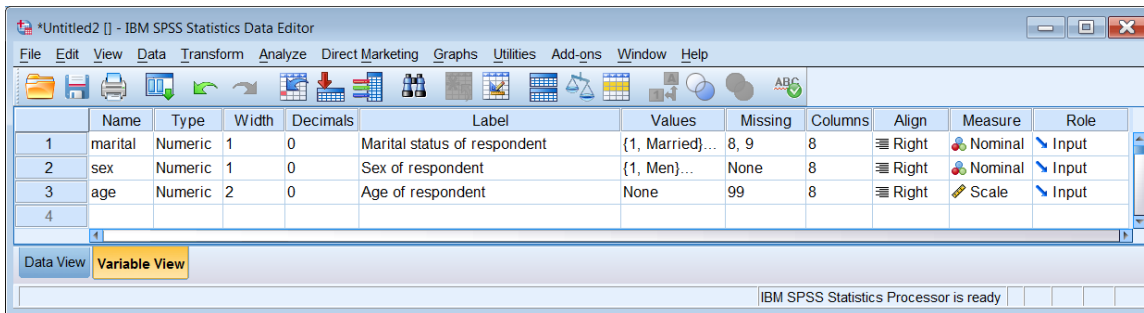 *Untitled2 [] - IBM SPSS Statistics Data Editor
File Edit View Data Transform Analyze Direct Marketing Graphs Utilities Add-ons Window Help
Name Type Width Decimals Label Values Missing Columns Align Measure Role
1 marital Numeric 1 0 Marital status of respondent {1, Married}... 8, 9 8 Right Nominal Input
2 sex Numeric 1 0 Sex of respondent {1, Men}... None 8 Right Nominal Input
3 age Numeric 2 0 Age of respondent None 99 8 Right Scale Input
4
Data View Variable View
IBM SPSS Statistics Processor is ready